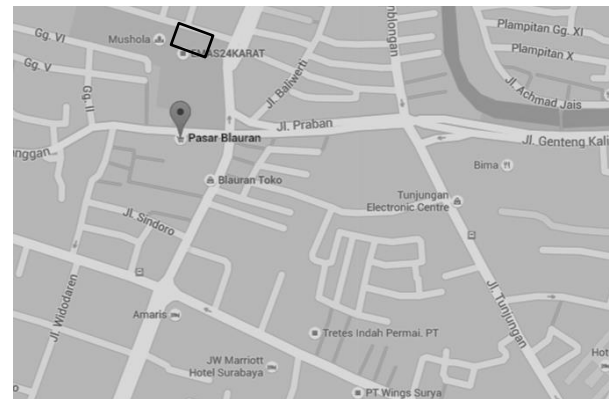 Plampitan Gg. XI
Gg. VI
Mushola
EMAS24KARAT
Plampitan X
Gg. V
Jl. Achmad Jais
Gg. II
Jl. Baliwerti
Jl. Praban
Pasar Blauran
Jl. Genteng Kali
Bima
Blauran Toko
Tunjungan
Electronic Centre
Jl. Sindoro
Jl. Widodaren
Jl. Tunjungan
Amaris
Tretes Indah Permai. PT
JW Marriott
Hotel Surabaya
PT Wings Surya